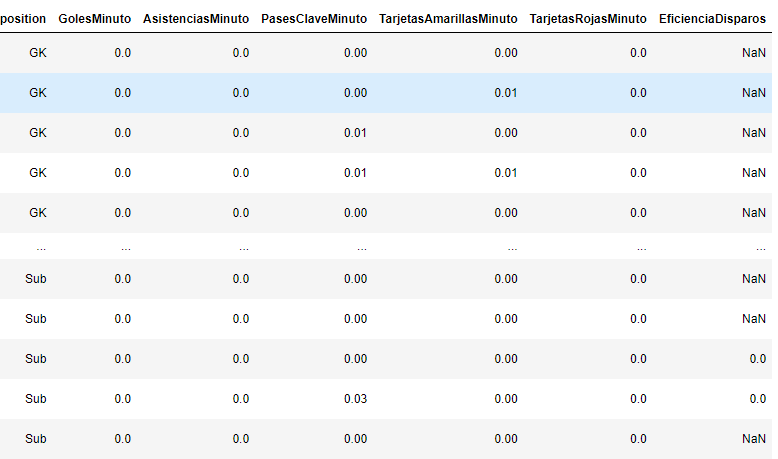 position GolesMinuto AsistenciasMinuto PasesClaveMinuto TarjetasAmarillasMinuto TarjetasRojasMinuto EficienciaDisparos
GK 0.0 0.0 0.00 0.00 0.0 NaN
GK 0.0 0.0 0.00 0.01 0.0 NaN
GK 0.0 0.0 0.01 0.00 0.0 NaN
GK 0.0 0.0 0.01 0.01 0.0 NaN
GK 0.0 0.0 0.00 0.00 0.0 NaN
... ... ... ... ... ... ...
Sub 0.0 0.0 0.00 0.00 0.0 NaN
Sub 0.0 0.0 0.00 0.00 0.0 NaN
Sub 0.0 0.0 0.00 0.00 0.0 0.0
Sub 0.0 0.0 0.03 0.00 0.0 0.0
Sub 0.0 0.0 0.00 0.00 0.0 NaN